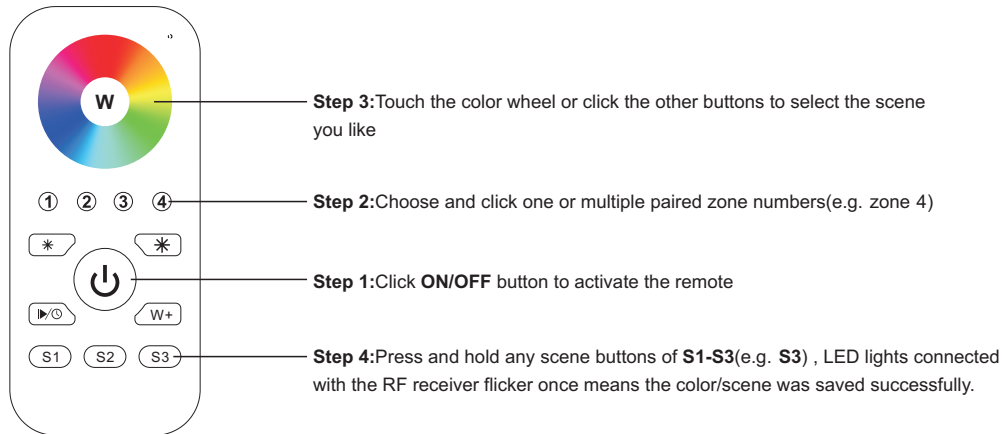 W
Step 3:Touch the color wheel or click the other buttons to select the scene
you like
1 2 3 4
Step 2:Choose and click one or multiple paired zone numbers(e.g. zone 4)
Step 1:Click ON/OFF button to activate the remote
W+
S1 S2 S3
Step 4:Press and hold any scene buttons of S1-S3(e.g. S3) , LED lights connected
with the RF receiver flicker once means the color/scene was saved successfully.